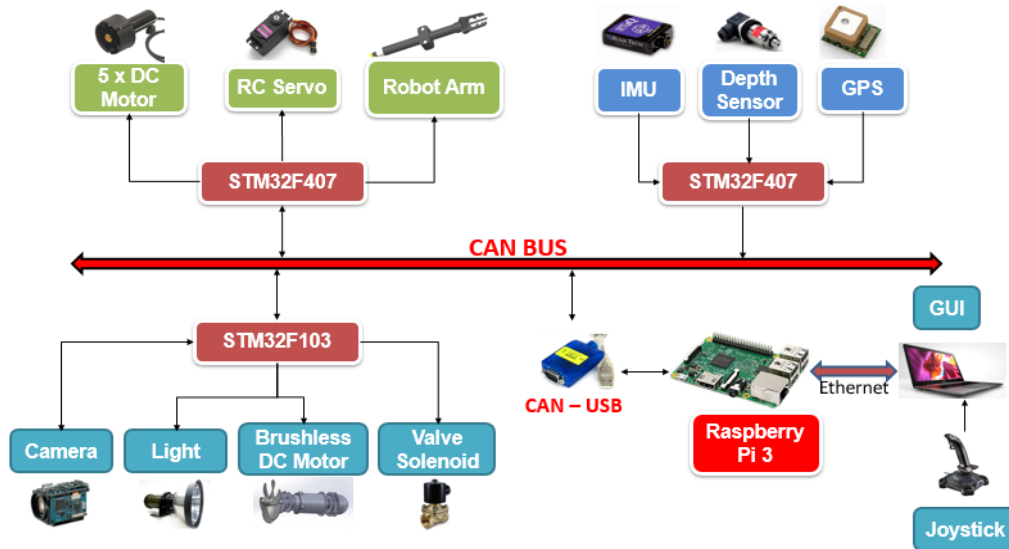 5 x DC
Motor
RC Servo
Robot Arm
IMU
Depth
Sensor
GPS
STM32F407
STM32F407
CAN BUS
GUI
STM32F103
Ethernet
CAN – USB
Raspberry
Pi 3
Camera
Light
Brushless
DC Motor
Valve
Solenoid
Joystick